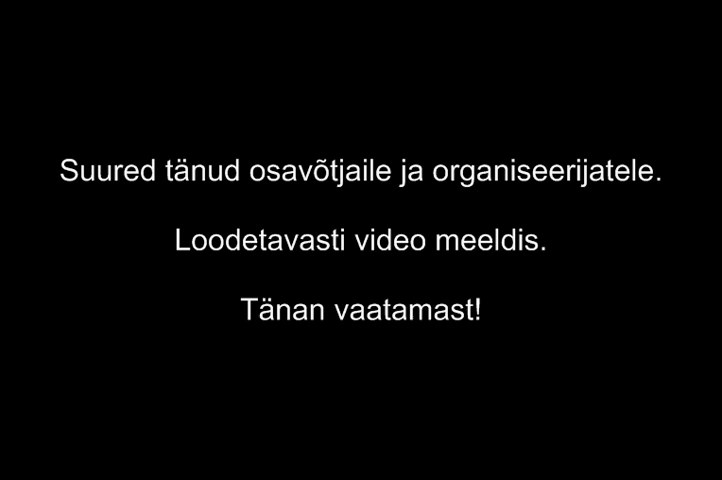 Suured tänud osavõtjaile ja organiseerijatele.
Loodetavasti video meeldis.
Tänan vaatamast!